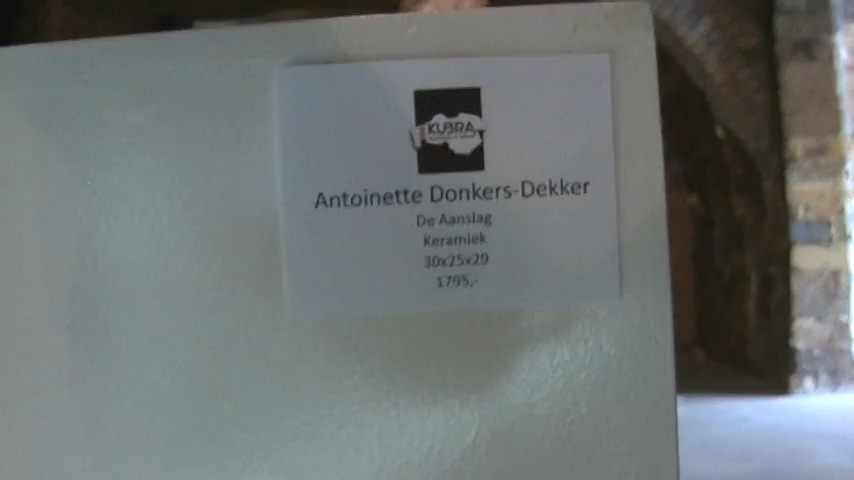 KUBRA
Antoinette Donkers-Dekker
De Aanslag
Keramiek
30x25x29
1795,-